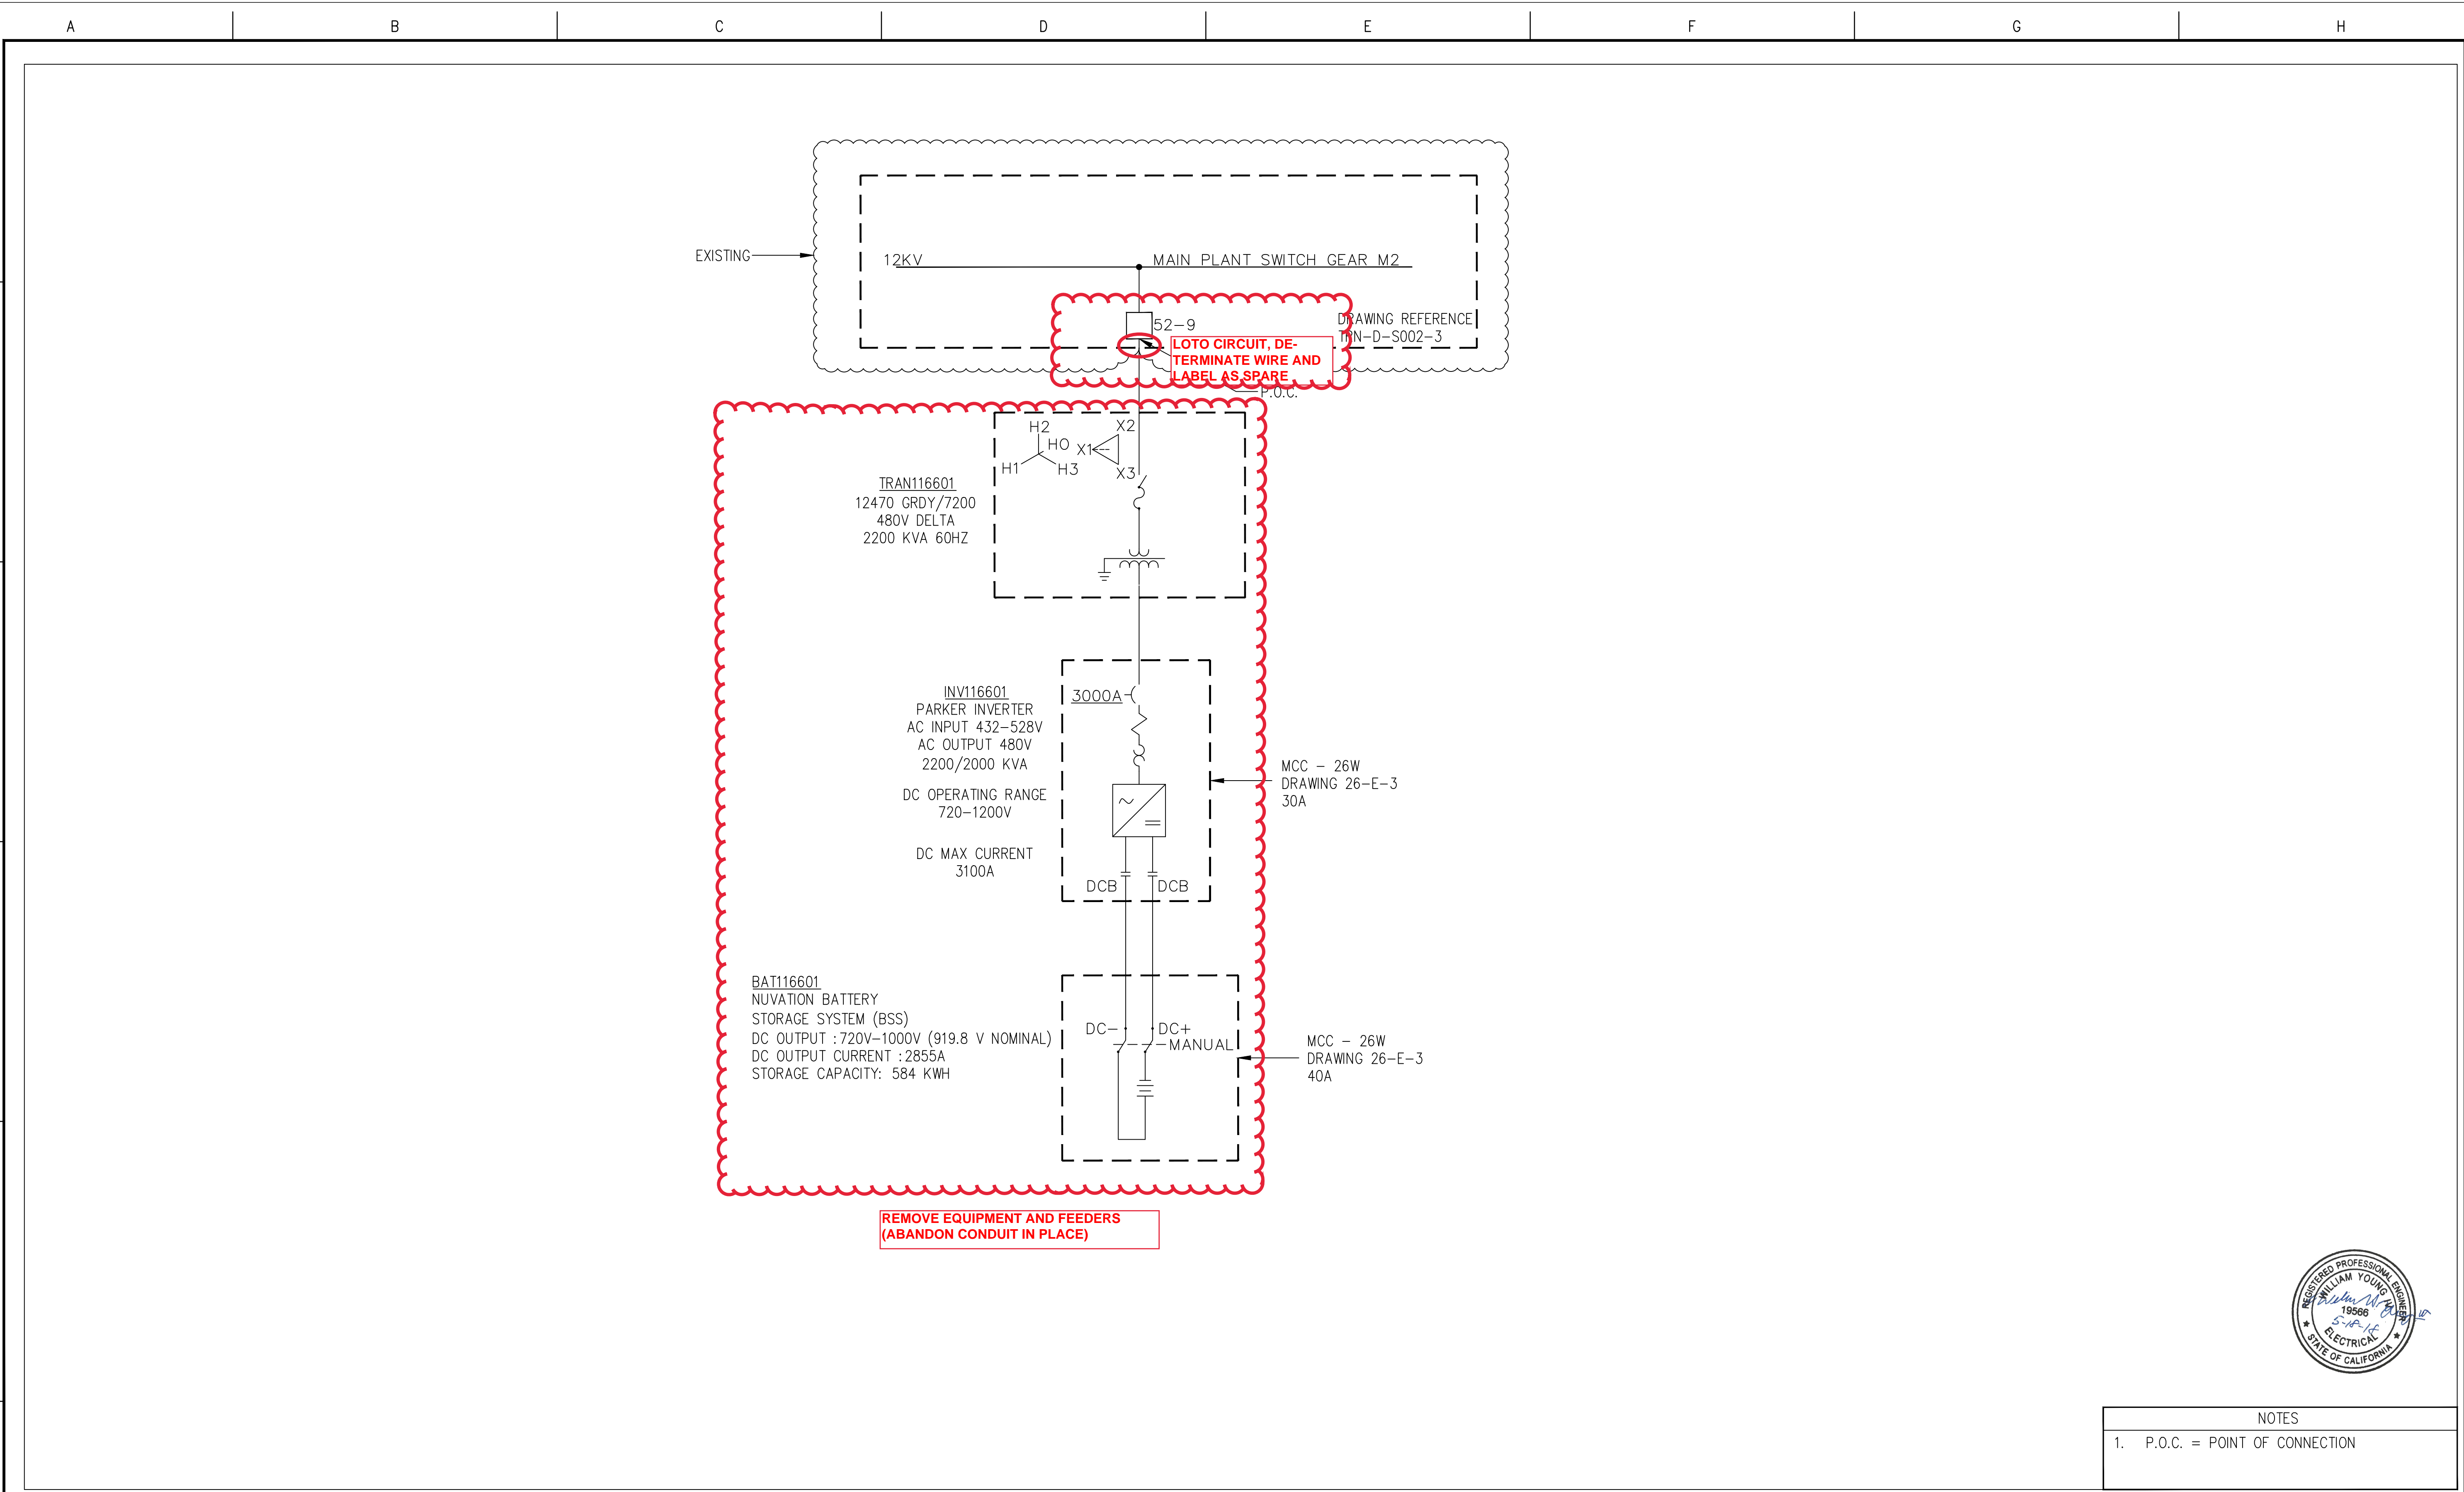 A B C D E F G H
EXISTING
12KV
MAIN PLANT SWITCH GEAR M2
52-9
DRAWING REFERENCE
TRN-D-S002-3
LOTO CIRCUIT, DE-
TERMINATE WIRE AND
LABEL AS SPARE
P.O.C.
H2
H0
H1
H3
X2
X1
X3
TRAN116601
12470 GRDY/7200
480V DELTA
2200 KVA 60HZ
INV116601
PARKER INVERTER
AC INPUT 432-528V
AC OUTPUT 480V
2200/2000 KVA
DC OPERATING RANGE
720-1200V
DC MAX CURRENT
3100A
3000A
DCB
DCB
MCC - 26W
DRAWING 26-E-3
30A
BAT116601
NUVATION BATTERY
STORAGE SYSTEM (BSS)
DC OUTPUT :720V-1000V (919.8 V NOMINAL)
DC OUTPUT CURRENT :2855A
STORAGE CAPACITY: 584 KWH
DC-
DC+
MANUAL
MCC - 26W
DRAWING 26-E-3
40A
REMOVE EQUIPMENT AND FEEDERS
(ABANDON CONDUIT IN PLACE)
REGISTERED PROFESSIONAL ENGINEER
WILLIAM YOUNG
19566
ELECTRICAL
STATE OF CALIFORNIA
NOTES
1. P.O.C. = POINT OF CONNECTION